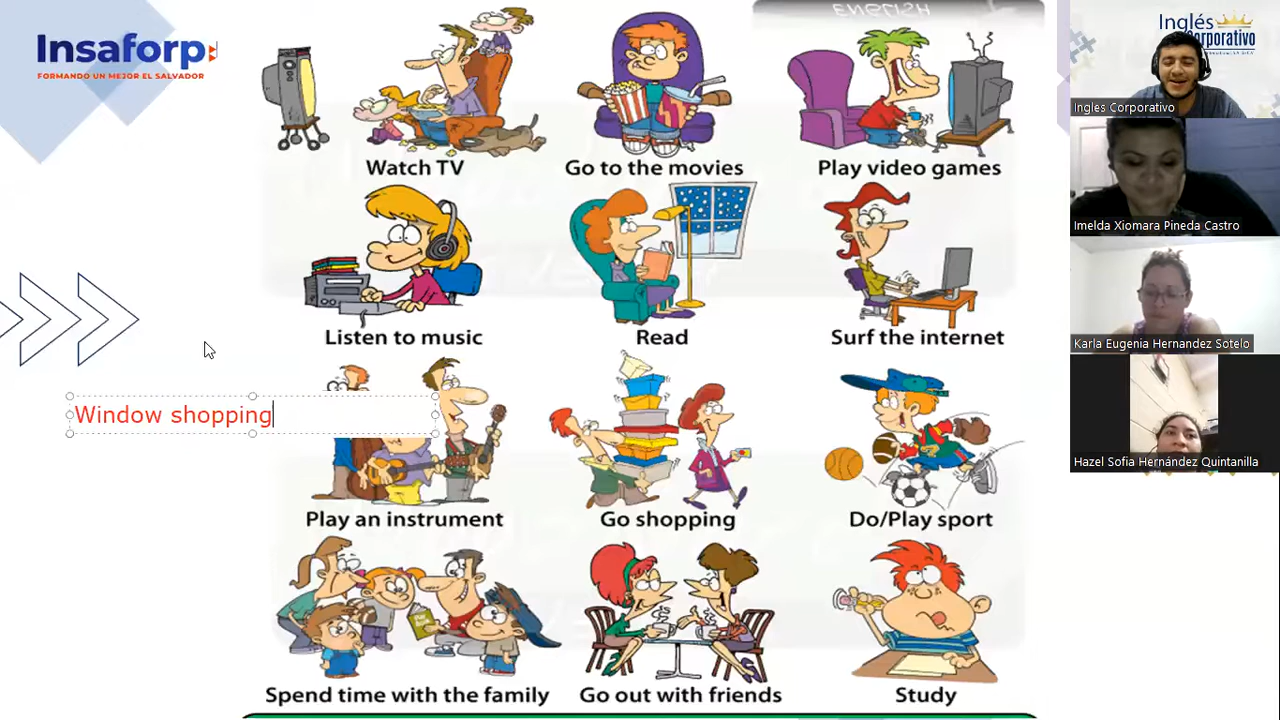 Insaforp
FORMANDO UN MEJOR EL SALVADOR
ENGLISH
Inglés
Corporativo
Ingles Corporativo
Watch TV
Go to the movies
Play video games
Imelda Xiomara Pineda Castro
Listen to music
Read
Surf the internet
Karla Eugenia Hernandez Sotelo
Window shopping
Hazel Sofia Hernández Quintanilla
Play an instrument
Go shopping
Do/Play sport
Spend time with the family
Go out with friends
Study